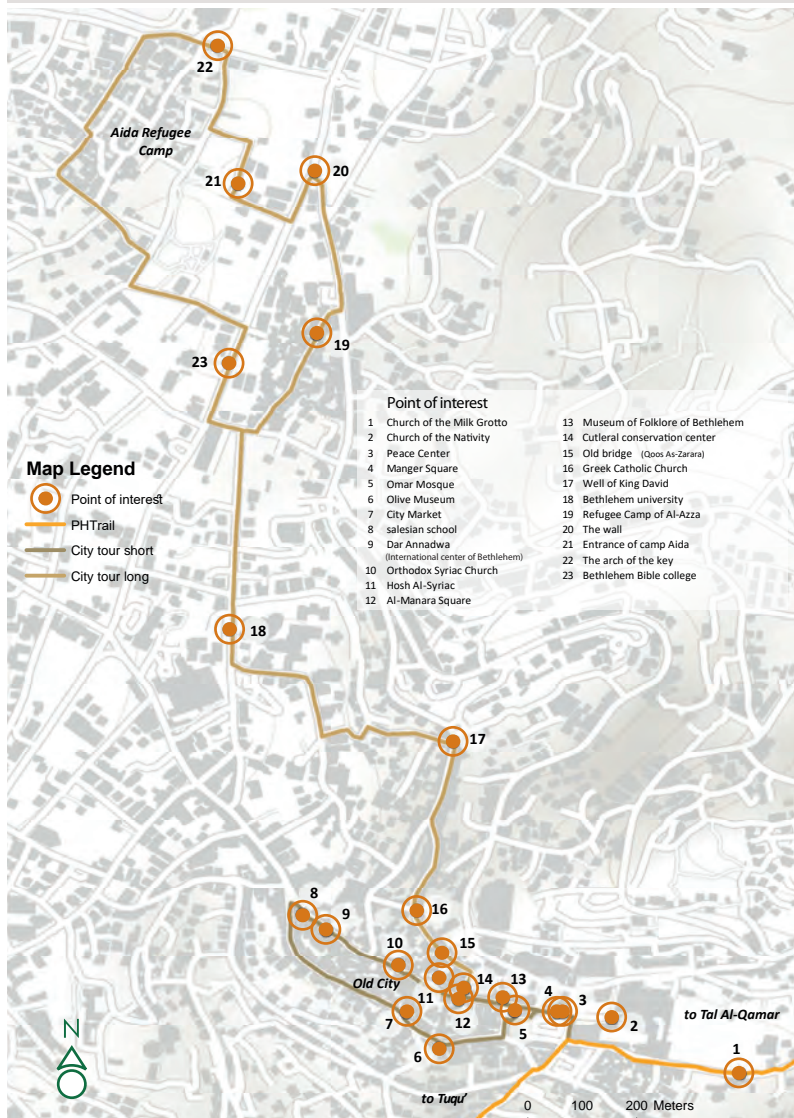 22
Aida Refugee
Camp
21
20
19
23
Point of interest
1 Church of the Milk Grotto
2 Church of the Nativity
3 Peace Center
4 Manger Square
5 Omar Mosque
6 Olive Museum
7 City Market
8 salesian school
9 Dar Annadwa
(International center of Bethlehem)
10 Orthodox Syriac Church
11 Hosh Al-Syriac
12 Al-Manara Square
13 Museum of Folklore of Bethlehem
14 Cutleral conservation center
15 Old bridge (Qoos As-Zarara)
16 Greek Catholic Church
17 Well of King David
18 Bethlehem university
19 Refugee Camp of Al-Azza
20 The wall
21 Entrance of camp Aida
22 The arch of the key
23 Bethlehem Bible college
Map Legend
Point of interest
PHTrail
City tour short
City tour long
18
17
8
9
16
10
15
Old City
14
13
11
12
7
4
3
5
2
to Tal Al-Qamar
6
1
N
to Tuqu'
0 100 200 Meters